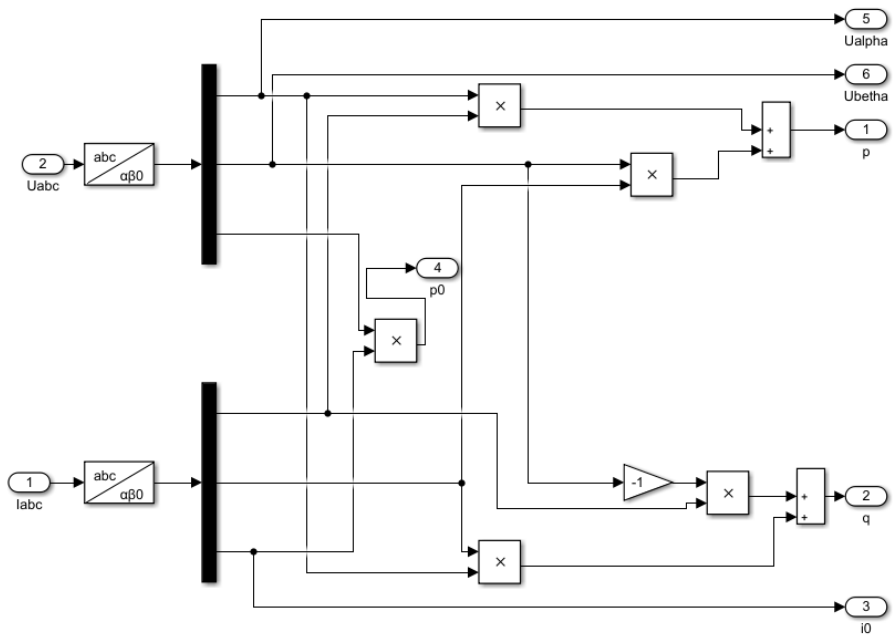 5
Ualpha
6
Ubetha
×
1
p
+
+
2
Uabc
abc
αβ0
×
4
p0
×
1
Iabc
abc
αβ0
-1
×
+
+
2
q
×
3
i0